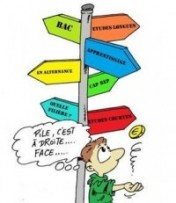 BAC
ETUDES LONGUES
APPRENTISSAGE
EN ALTERNANCE
CAP BEP
QUELLE
FILIERE ?
ETUDES COURTES
PILE, C'EST
À DROITE....
FACE.....